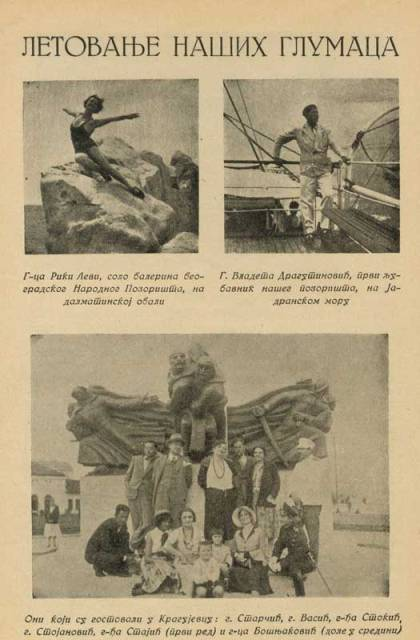 ЛЕТОВАЊЕ НАШИХ ГЛУМАЦА
Г-ца Рики Леви, соло балерина бео-
градског Народног Позоришта, на
далматинској обали
Г. Владета Драгутиновић, први љу-
бавник нашег позоришта, на Ја-
дранском мору
Они који су гостовали у Крагујевцу: г. Старчић, г. Васић, г-ђа Стокић,
г. Стојановић, г-ђа Стајић (први ред) и г-ца Бошњаковић (доле у средини)